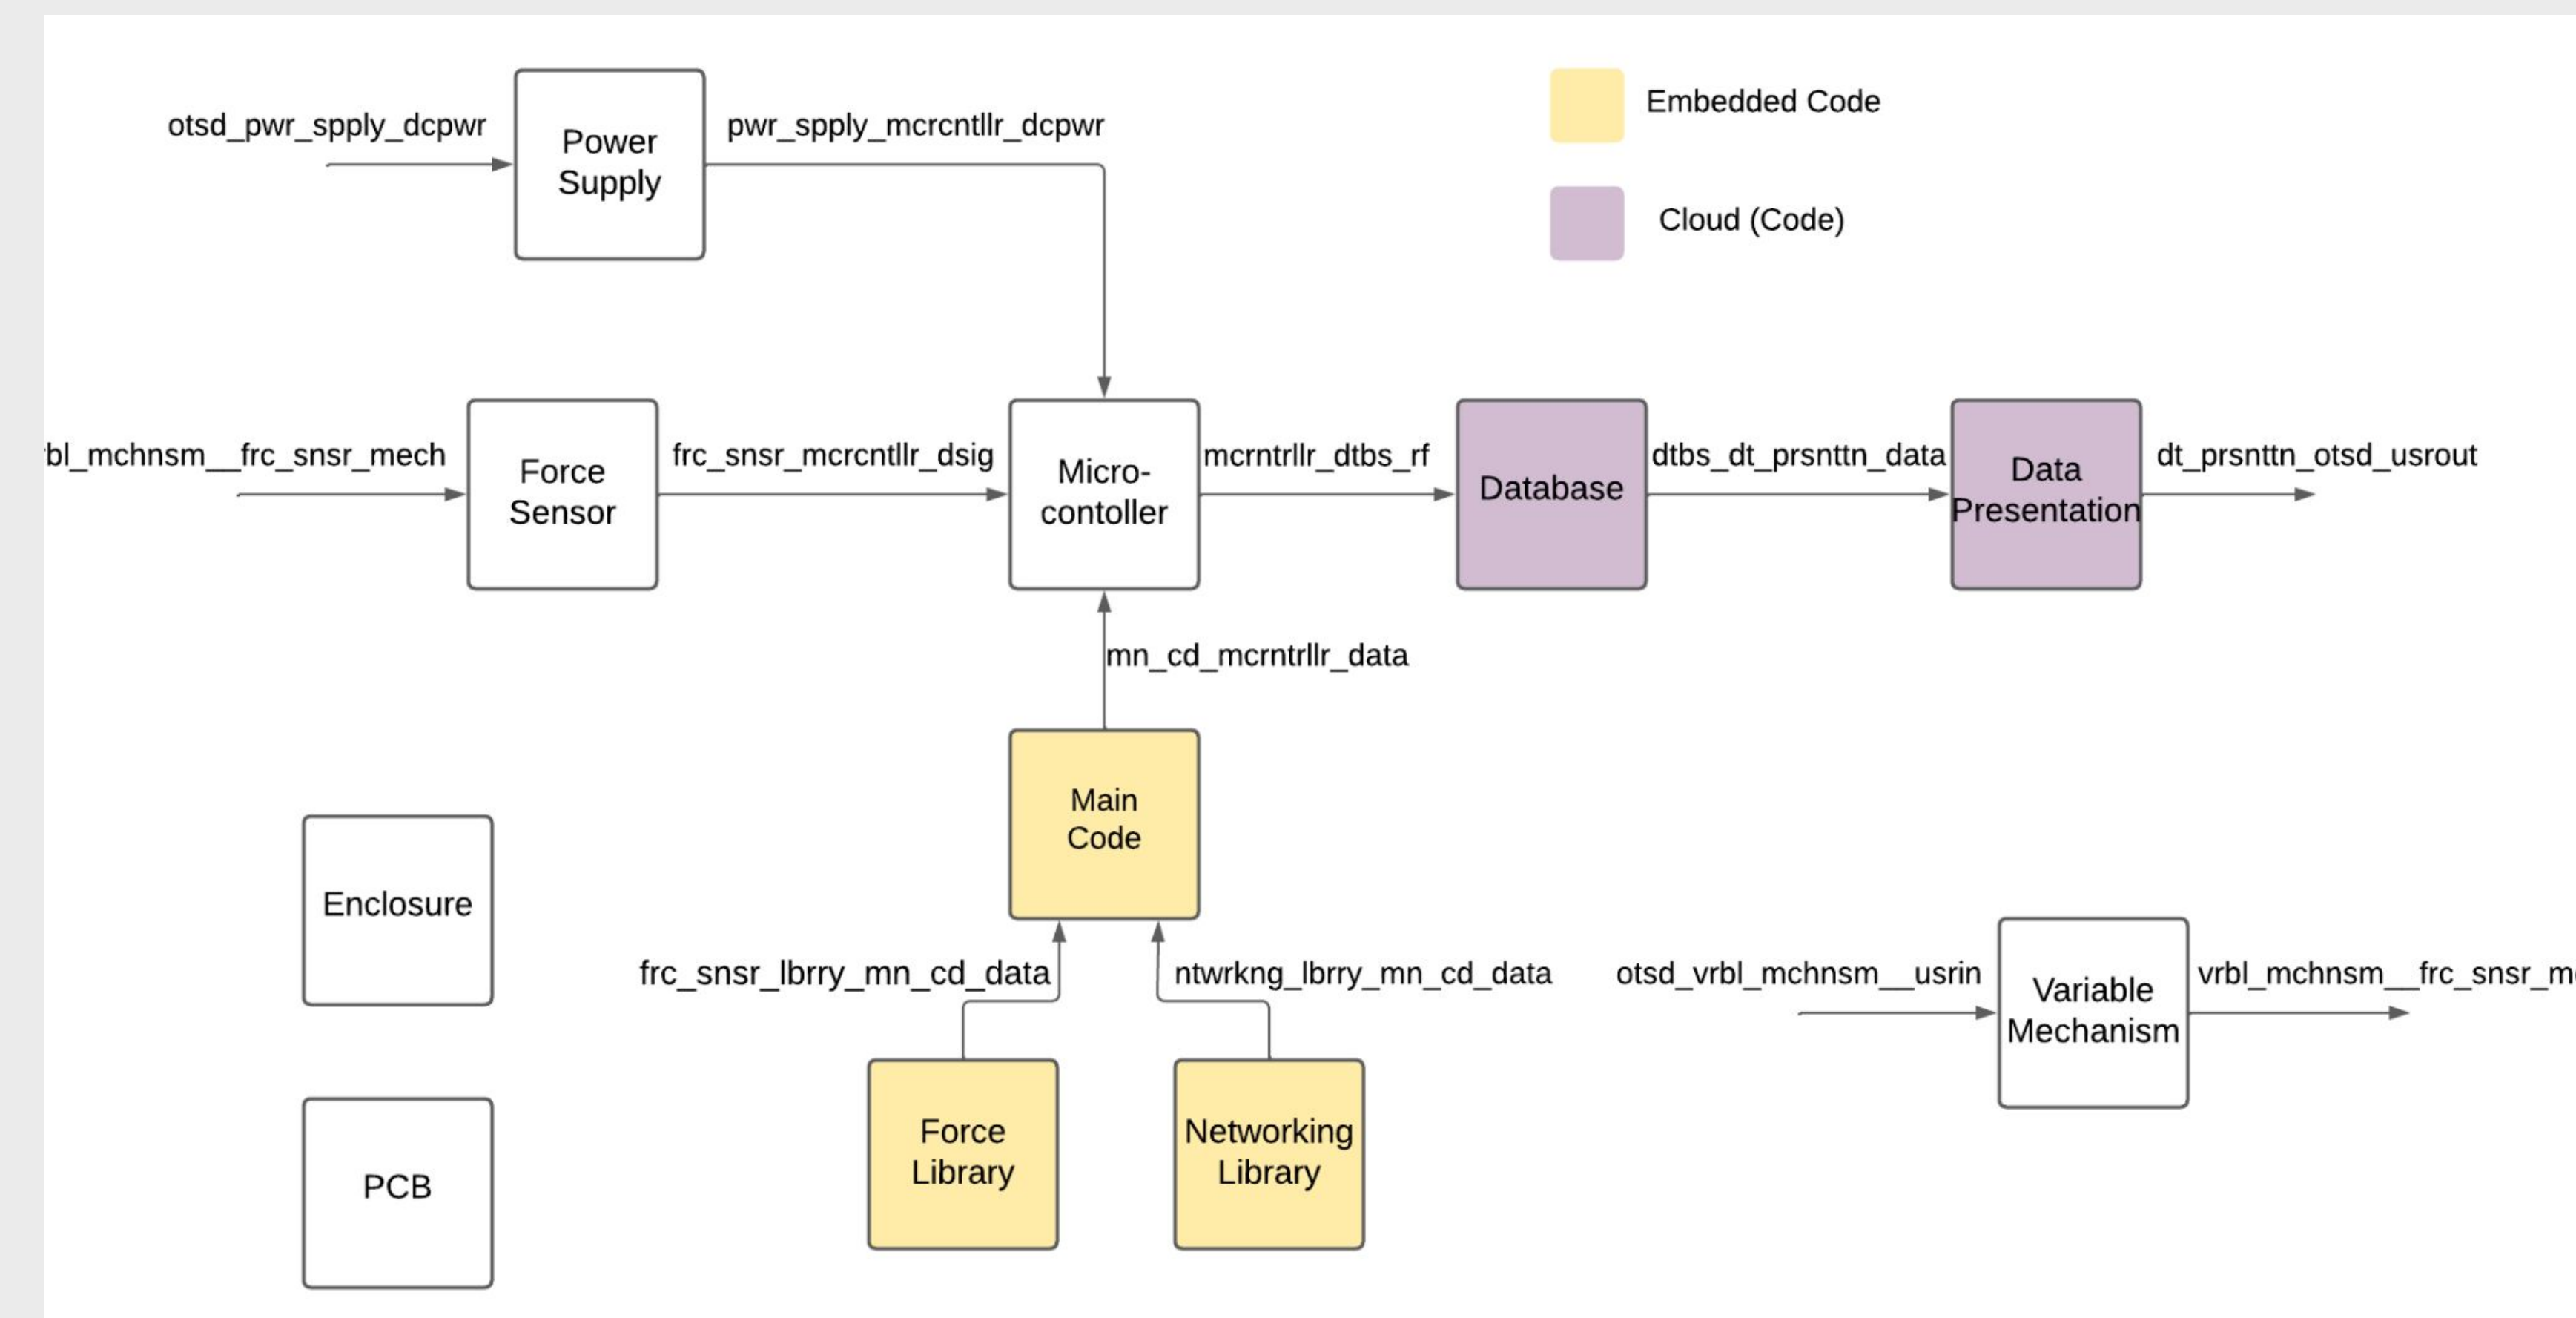 otsd_pwr_spply_dcpwr
Power
Supply
pwr_spply_mcrcntllr_dcpwr
Embedded Code
Cloud (Code)
bl_mchnsm__frc_snsr_mech
Force
Sensor
frc_snsr_mcrcntllr_dsig
Micro-
contoller
mcrntrllr_dtbs_rf
Database
dtbs_dt_prsnttn_data
Data
Presentation
dt_prsnttn_otsd_usrout
mn_cd_mcrntrllr_data
Main
Code
Enclosure
frc_snsr_lbrry_mn_cd_data
ntwrkng_lbrry_mn_cd_data
otsd_vrbl_mchnsm__usrin
Variable
Mechanism
vrbl_mchnsm__frc_snsr_m
Force
Library
Networking
Library
PCB